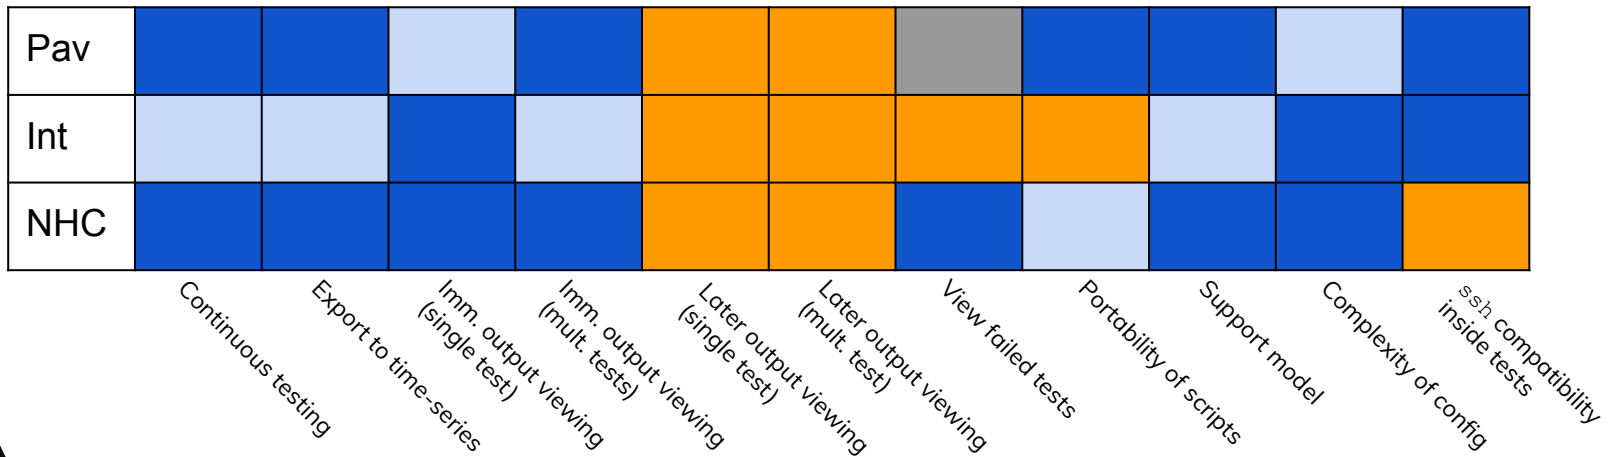 Pav
Int
NHC
Continuous testing
Export to time-series
Imm. output viewing
(single test)
Imm. output viewing
(mult. tests)
Later output viewing
(single test)
Later output viewing
(mult. test)
View failed tests
Portability of scripts
Support model
Complexity of config
ssh compatibility
inside tests